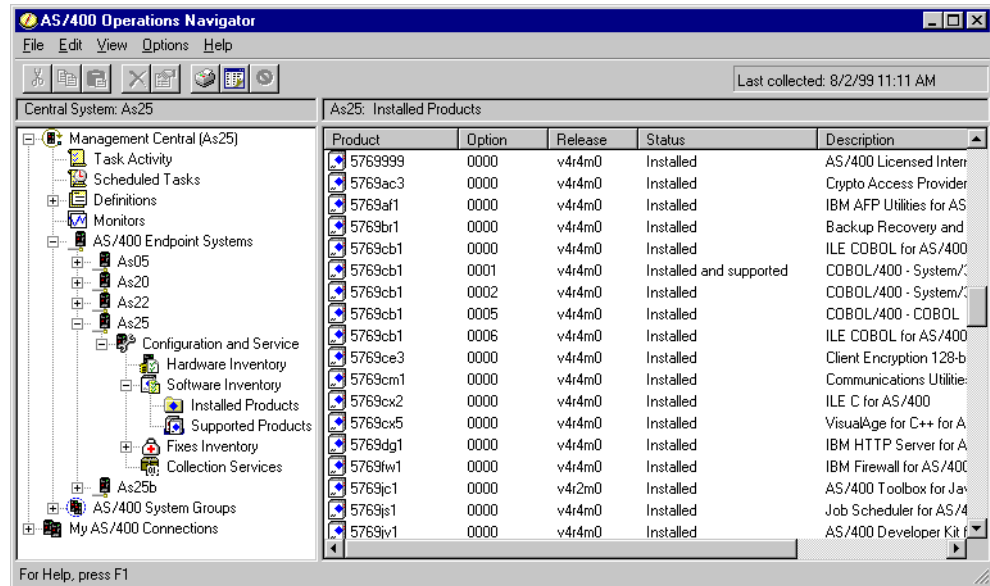 AS/400 Operations Navigator
File Edit View Options Help
Last collected: 8/2/99 11:11 AM
Central System: As25
As25: Installed Products
Management Central (As25)
Task Activity
Scheduled Tasks
Definitions
Monitors
AS/400 Endpoint Systems
As05
As20
As22
As25
Configuration and Service
Hardware Inventory
Software Inventory
Installed Products
Supported Products
Fixes Inventory
Collection Services
As25b
AS/400 System Groups
My AS/400 Connections
Product Option Release Status Description
5769999 0000 v4r4m0 Installed AS/400 Licensed Intern
5769ac3 0000 v4r4m0 Installed Crypto Access Provider
5769af1 0000 v4r4m0 Installed IBM AFP Utilities for AS
5769br1 0000 v4r4m0 Installed Backup Recovery and
5769cb1 0000 v4r4m0 Installed ILE COBOL for AS/400
5769cb1 0001 v4r4m0 Installed and supported COBOL/400 - System/3
5769cb1 0002 v4r4m0 Installed COBOL/400 - System/3
5769cb1 0005 v4r4m0 Installed COBOL/400 - COBOL
5769cb1 0006 v4r4m0 Installed ILE COBOL for AS/400
5769ce3 0000 v4r4m0 Installed Client Encryption 128-b
5769cm1 0000 v4r4m0 Installed Communications Utilitie
5769cx2 0000 v4r4m0 Installed ILE C for AS/400
5769cx5 0000 v4r4m0 Installed VisualAge for C++ for A
5769dg1 0000 v4r4m0 Installed IBM HTTP Server for A
5769fw1 0000 v4r4m0 Installed IBM Firewall for AS/400
5769jc1 0000 v4r2m0 Installed AS/400 Toolbox for Jav
5769js1 0000 v4r4m0 Installed Job Scheduler for AS/4
5769jv1 0000 v4r4m0 Installed AS/400 Developer Kit f
For Help, press F1